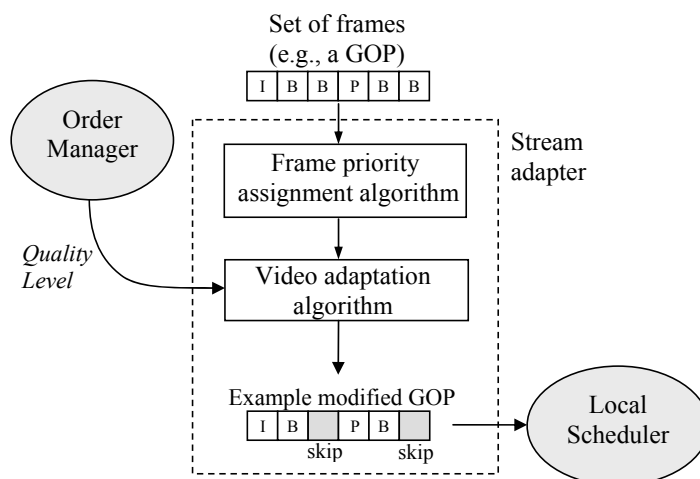 Set of frames
(e.g., a GOP)
I B B P B B
Order
Manager
Stream
adapter
Frame priority
assignment algorithm
Quality
Level
Video adaptation
algorithm
Example modified GOP
I B P B
skip skip
Local
Scheduler